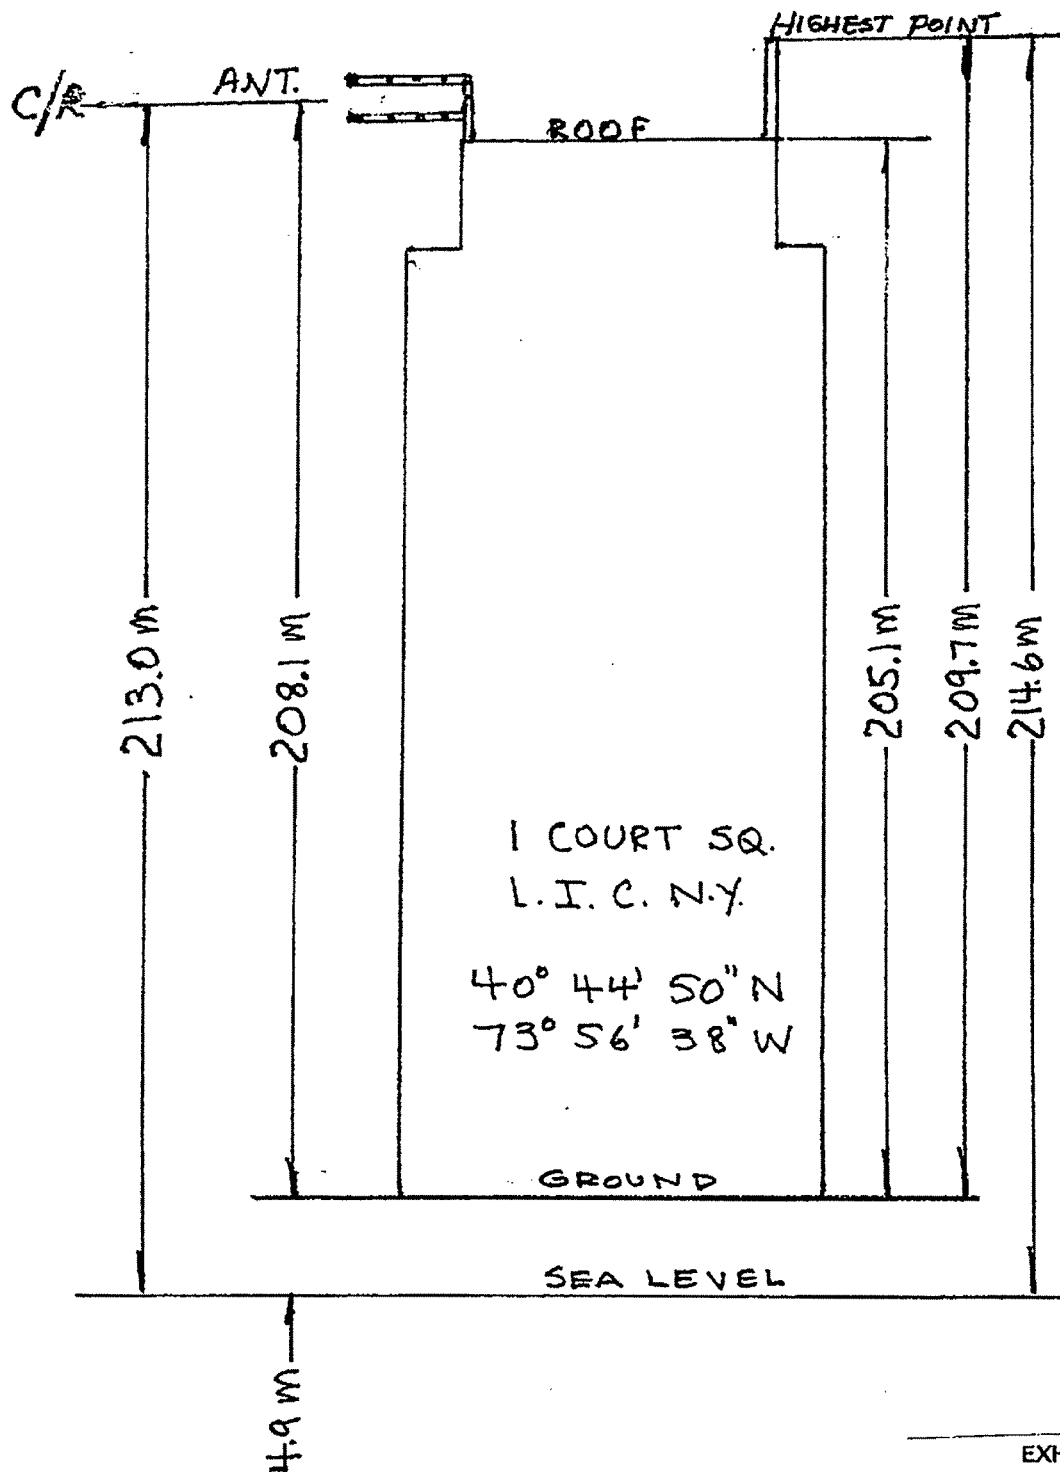 HIGHEST POINT
C/R ANT.
ROOF
213.0 m
208.1 m
205.1 m
209.7 m
214.6 m
1 COURT SQ.
L.I.C. N.Y.
40° 44' 50" N
73° 56' 38" W
GROUND
SEA LEVEL
4.9 m